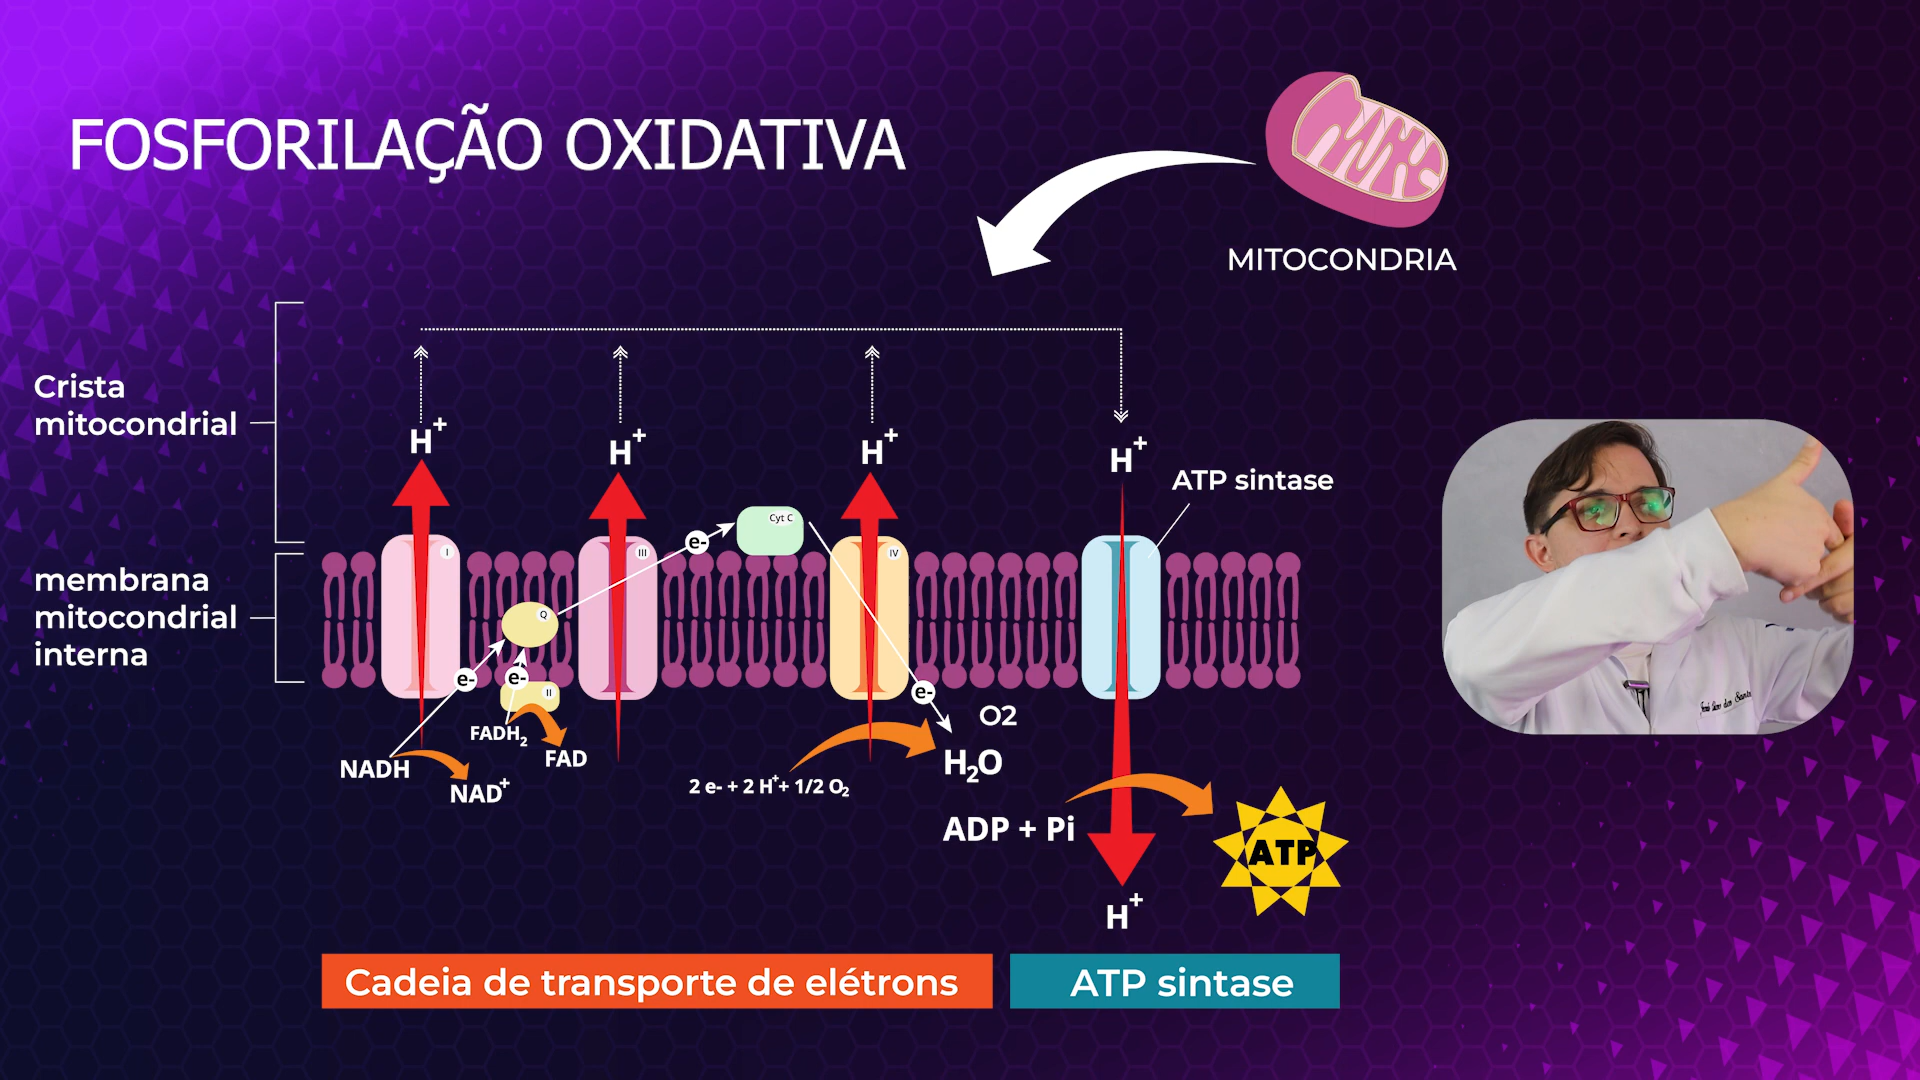 FOSFORILAÇÃO OXIDATIVA
MITOCONDRIA
Crista
mitocondrial
H+
H+
H+
H+
ATP sintase
Cyt C
e-
I
III
IV
membrana
mitocondrial
interna
Q
e-
e-
II
e-
O2
FADH2
FAD
NADH
NAD+
2 e- + 2 H+ + 1/2 O2
H2O
ADP + Pi
ATP
H+
Cadeia de transporte de elétrons
ATP sintase